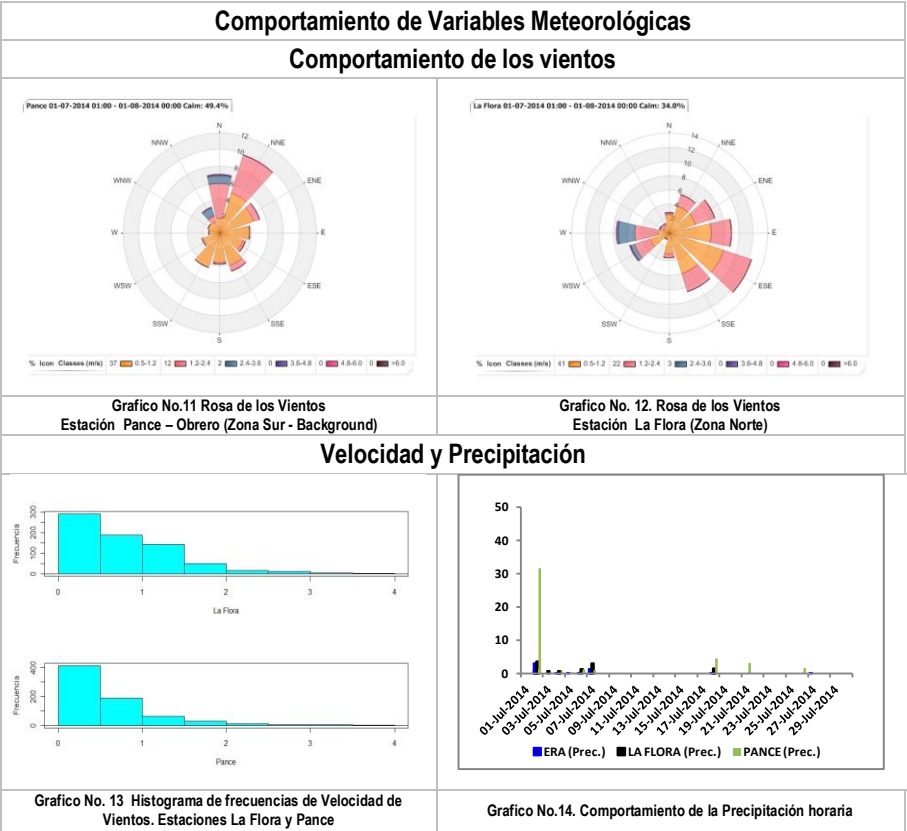 Comportamiento de Variables Meteorológicas
Comportamiento de los vientos
Pance 01-07-2014 01:00 - 01-08-2014 00:00 Calm: 49.4%
N
NNE
ENE
E
ESE
SSE
S
SSW
WSW
W
WNW
NNW
12
10
8
% Icon Classes (m/s) 37 0.5-1.2 12 1.2-2.4 2 2.4-3.6 0 3.6-4.8 0 4.8-6.0 0 >6.0
La Flora 01-07-2014 01:00 - 01-08-2014 00:00 Calm: 34.0%
N
NNE
ENE
E
ESE
SSE
S
SSW
WSW
W
WNW
NNW
14
12
10
8
6
4
% Icon Classes (m/s) 41 0.5-1.2 22 1.2-2.4 3 2.4-3.6 0 3.6-4.8 0 4.8-6.0 0 >6.0
Grafico No.11 Rosa de los Vientos
Estación Pance – Obrero (Zona Sur - Background)
Grafico No. 12. Rosa de los Vientos
Estación La Flora (Zona Norte)
Velocidad y Precipitación
Frecuencia
0 100 200 300
0 1 2 3 4
La Flora
Frecuencia
0 200 400
0 1 2 3 4
Pance
50
40
30
20
10
0
01-Jul-2014
03-Jul-2014
05-Jul-2014
07-Jul-2014
09-Jul-2014
11-Jul-2014
13-Jul-2014
15-Jul-2014
17-Jul-2014
19-Jul-2014
21-Jul-2014
23-Jul-2014
25-Jul-2014
27-Jul-2014
29-Jul-2014
ERA (Prec.) LA FLORA (Prec.) PANCE (Prec.)
Grafico No. 13 Histograma de frecuencias de Velocidad de
Vientos. Estaciones La Flora y Pance
Grafico No.14. Comportamiento de la Precipitación horaria